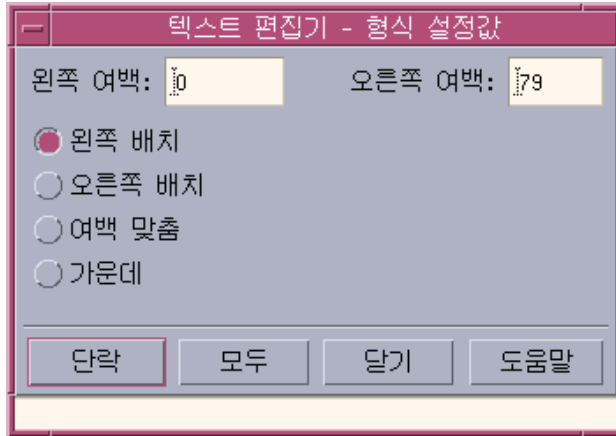 텍스트 편집기 - 형식 설정값
왼쪽 여백: 0 오른쪽 여백: 79
왼쪽 배치
오른쪽 배치
여백 맞춤
가운데
단락 모두 닫기 도움말